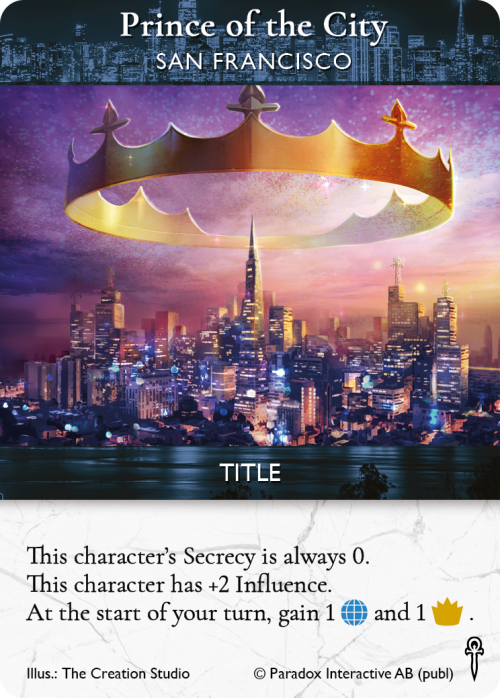 Prince of the City
SAN FRANCISCO
TITLE
This character's Secrecy is always 0.
This character has +2 Influence.
At the start of your turn, gain 1 and 1 .
Illus.: The Creation Studio © Paradox Interactive AB (publ)